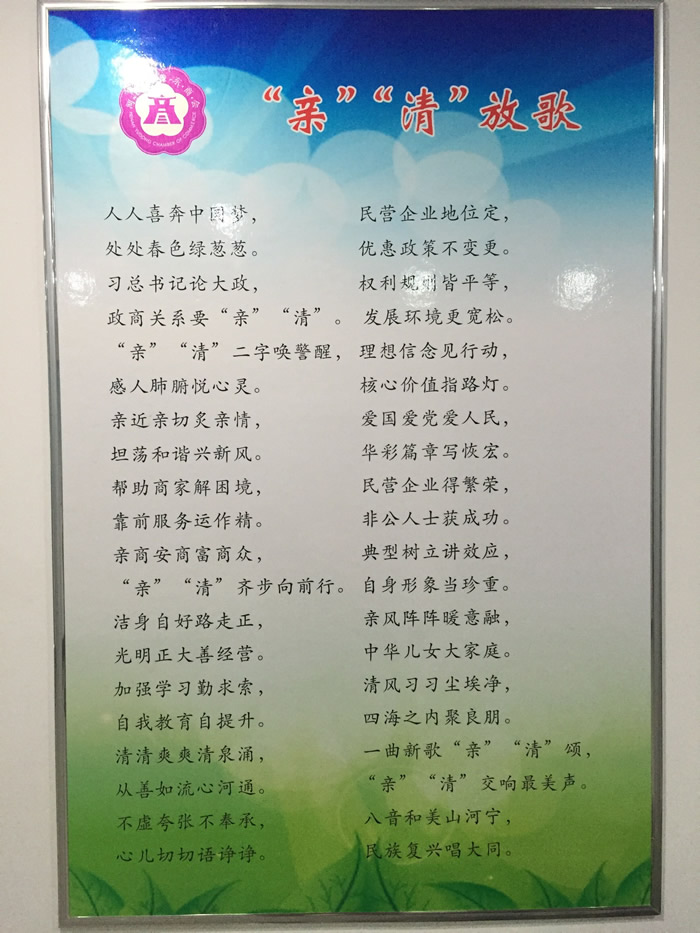 “亲”“清”放歌
人人喜奔中国梦，
处处春色绿葱葱。
习总书记论大政，
政商关系要“亲”“清”。
“亲”“清”二字唤警醒，
感人肺腑悦心灵。
亲近亲切炙亲情，
坦荡和谐兴新风。
帮助商家解困境，
靠前服务运作精。
亲商安商富商众，
“亲”“清”齐步向前行。
洁身自好路走正，
光明正大善经营。
加强学习勤求索，
自我教育自提升。
清清爽爽清泉涌，
从善如流心河通。
不虚夸张不奉承，
心儿切切语诤诤。
民营企业地位定，
优惠政策不变更。
权利规则皆平等，
发展环境更宽松。
理想信念见行动，
核心价值指路灯。
爱国爱党爱人民，
华彩篇章写恢宏。
民营企业得繁荣，
非公人士获成功。
典型树立讲效应，
自身形象当珍重。
亲风阵阵暖意融，
中华儿女大家庭。
清风习习尘埃净，
四海之内聚良朋。
一曲新歌“亲”“清”颂，
“亲”“清”交响最美声。
八音和美山河宁，
民族复兴唱大同。